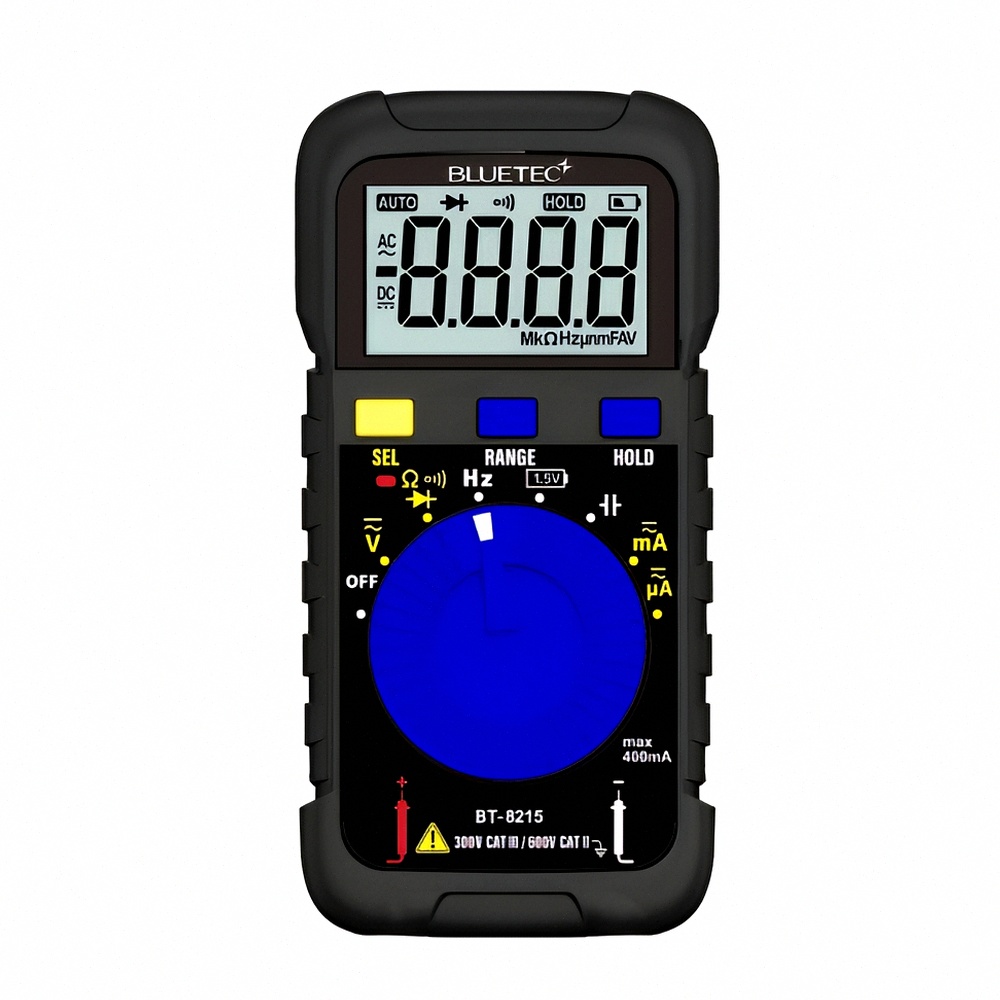 BLUETEC
AUTO HOLD
AC
8.8.8.8
DC
MkΩHzµnmFAV
SEL RANGE HOLD
Ω Hz 1.5V
V mA
OFF µA
max
400mA
+ −
BT-8215
300V CAT III / 600V CAT II